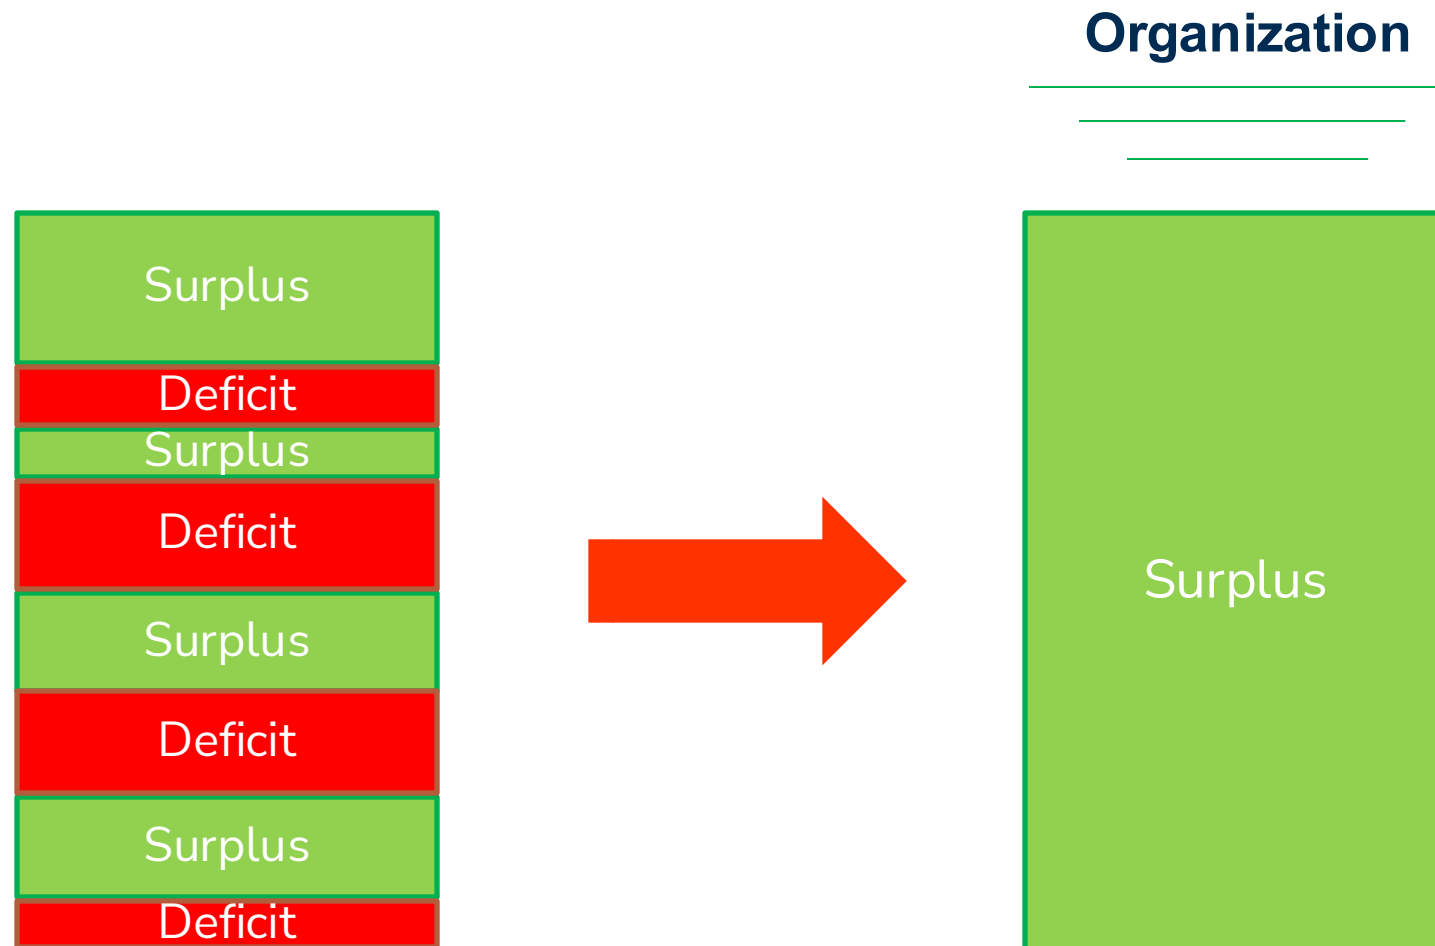 Organization
Surplus
Deficit
Surplus
Deficit
Surplus
Deficit
Surplus
Deficit
Surplus